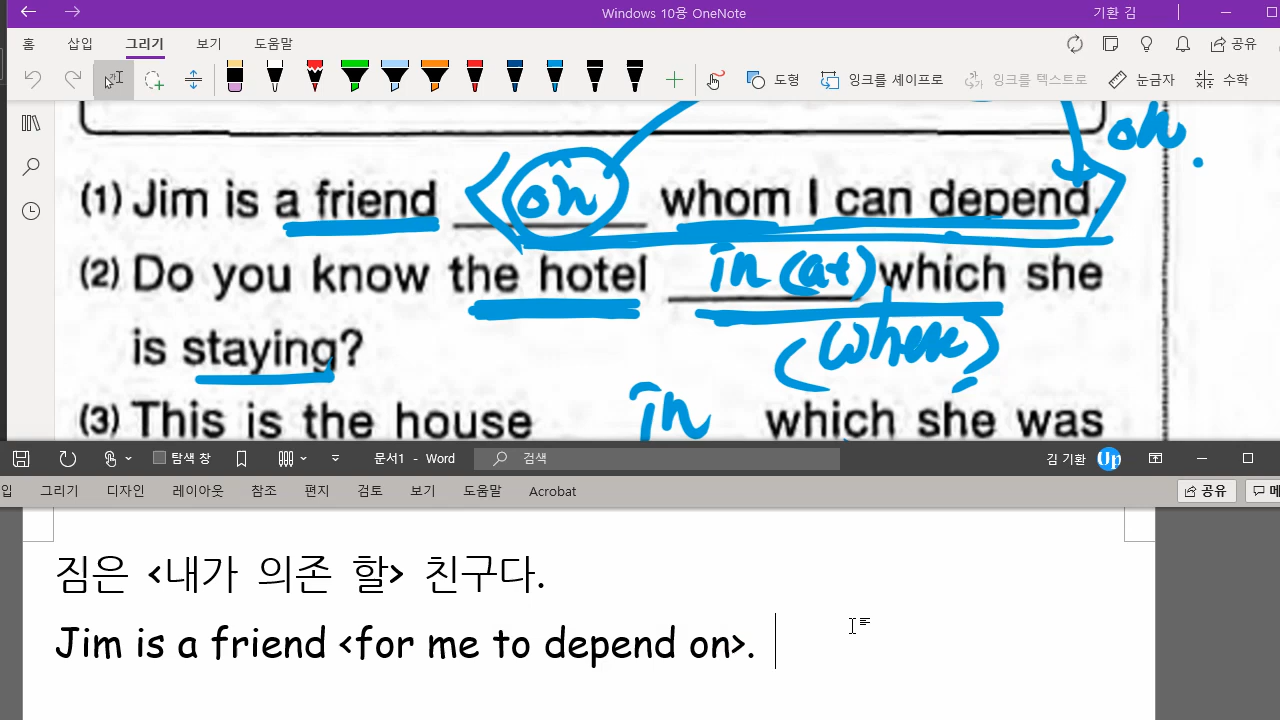 Windows 10용 OneNote
기환 김
홈 삽입 그리기 보기 도움말
공유
도형 잉크를 셰이프로 잉크를 텍스트로 눈금자 수학
on.
(1) Jim is a friend on whom I can depend.
(2) Do you know the hotel in (at) which she
is staying?
(where)
(3) This is the house in which she was
탐색 창 문서1 - Word 검색 김 기환 Up
입 그리기 디자인 레이아웃 참조 편지 검토 보기 도움말 Acrobat 공유 메
짐은 <내가 의존 할> 친구다.
Jim is a friend <for me to depend on>.